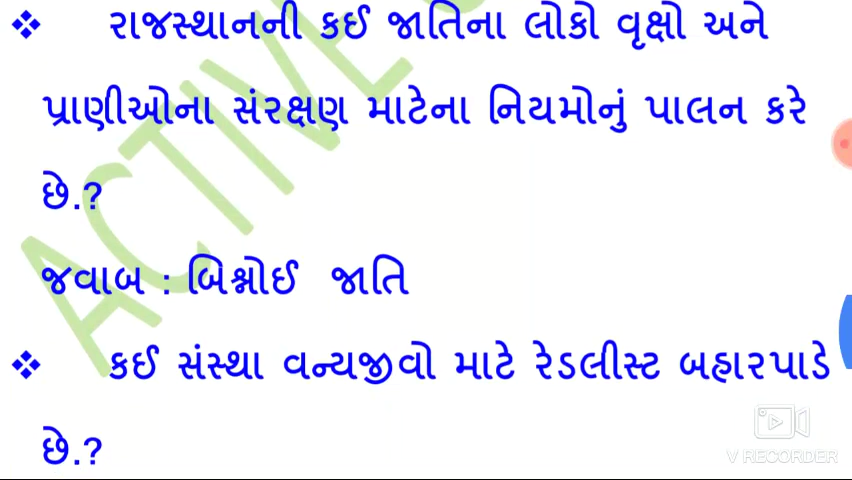 ❖ રાજસ્થાનની કઈ જાતિના લોકો વૃક્ષો અને
પ્રાણીઓના સંરક્ષણ માટેના નિયમોનું પાલન કરે
છે.?
જવાબ : બિશ્નોઈ જાતિ
❖ કઈ સંસ્થા વન્યજીવો માટે રેડલીસ્ટ બહારપાડે
છે.?
ACTIVE
V RECORDER